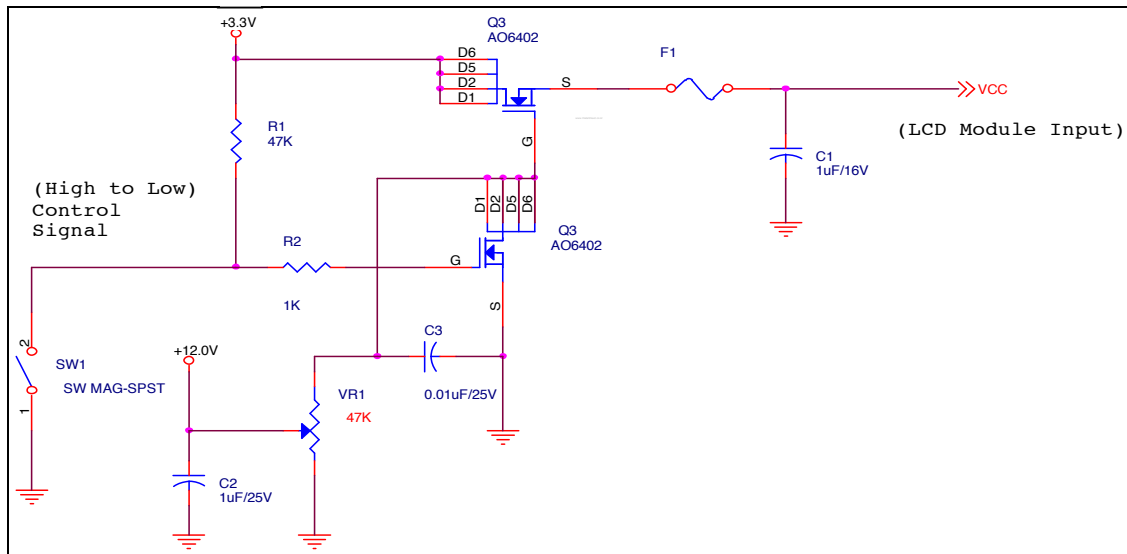 +3.3V
Q3
AO6402
D6
D5
D2
D1
S
G
F1
VCC
(LCD Module Input)
R1
47K
C1
1uF/16V
(High to Low)
Control
Signal
D1
D2
D5
D6
Q3
AO6402
R2
1K
G
S
2
SW1
SW MAG-SPST
1
+12.0V
C3
0.01uF/25V
VR1
47K
C2
1uF/25V